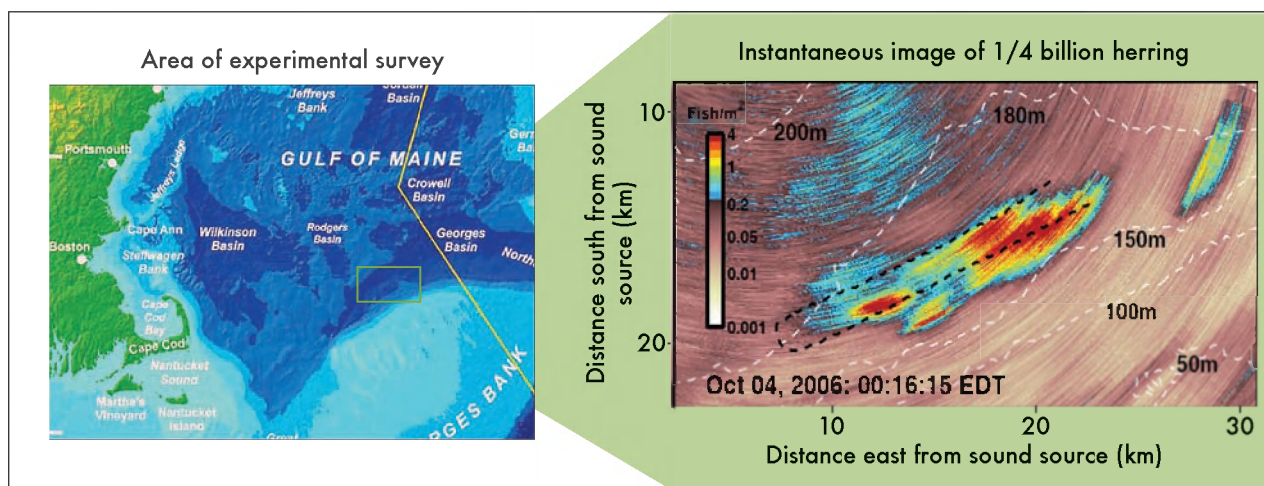 Area of experimental survey
Jeffreys
Bank
Jordan
Basin
Portsmouth
Jeffreys Ledge
GULF OF MAINE
Crowell
Basin
Cape Ann
Wilkinson
Basin
Rodgers
Basin
Georges
Basin
Boston
Stellwagen
Bank
Cape
Cod
Bay
Cape Cod
Nantucket
Sound
Martha's
Vineyard
Nantucket
Island
Great
RGES BANK
Instantaneous image of 1/4 billion herring
Distance south from sound
source (km)
10
20
Fish/m²
4
1
0.2
0.05
0.01
0.001
200m
180m
150m
100m
50m
Oct 04, 2006: 00:16:15 EDT
10 20 30
Distance east from sound source (km)